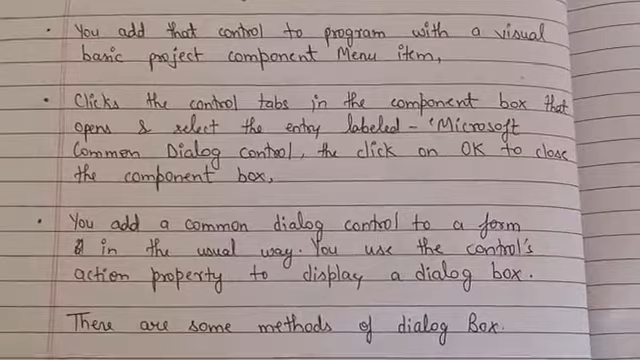 • You add that control to program with a visual
basic project component Menu item,
• Clicks the control tabs in the component box that
opens & select the entry labeled - 'Microsoft
Common Dialog control, the click on OK to close
the component box,
• You add a common dialog control to a form
in the usual way. You use the control's
action property to display a dialog box.
There are some methods of dialog Box.